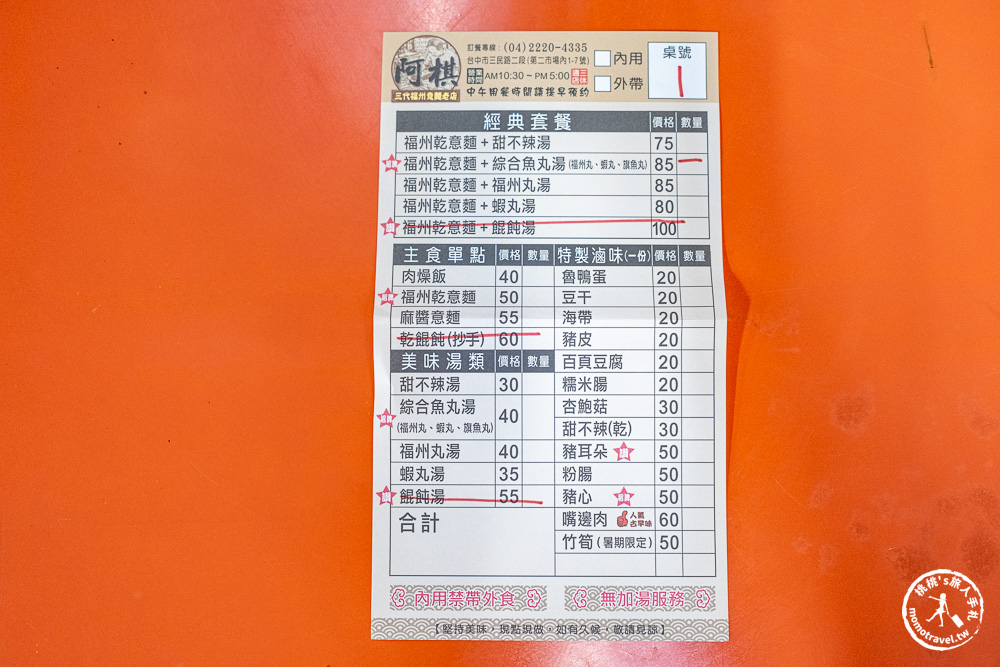 阿棋
三代福州意麵老店
訂餐專線：(04)2220-4335
台中市三民路二段(第二市場內1-7號)
營業時間 AM10:30~PM5:00 週三店休
中午用餐時間請提早預約
內用
外帶
桌號
1
經典套餐 價格 數量
福州乾意麵+甜不辣湯 75
福州乾意麵+綜合魚丸湯(福州丸、蝦丸、旗魚丸) 85 一
福州乾意麵+福州丸湯 85
福州乾意麵+蝦丸湯 80
福州乾意麵+餛飩湯 100
主食單點 價格 數量
肉燥飯 40
福州乾意麵 50
麻醬意麵 55
乾餛飩(抄手) 60
美味湯類 價格 數量
甜不辣湯 30
綜合魚丸湯 40
(福州丸、蝦丸、旗魚丸)
福州丸湯 40
蝦丸湯 35
餛飩湯 55
合計
特製滷味(一份) 價格 數量
魯鴨蛋 20
豆干 20
海帶 20
豬皮 20
百頁豆腐 20
糯米腸 20
杏鮑菇 30
甜不辣(乾) 30
豬耳朵 50
粉腸 50
豬心 50
嘴邊肉 人氣古早味 60
竹筍(暑期限定) 50
內用禁帶外食
無加湯服務
【堅持美味，現點現做，如有久候，敬請見諒】
桃桃's旅人手札
momotravel.tw